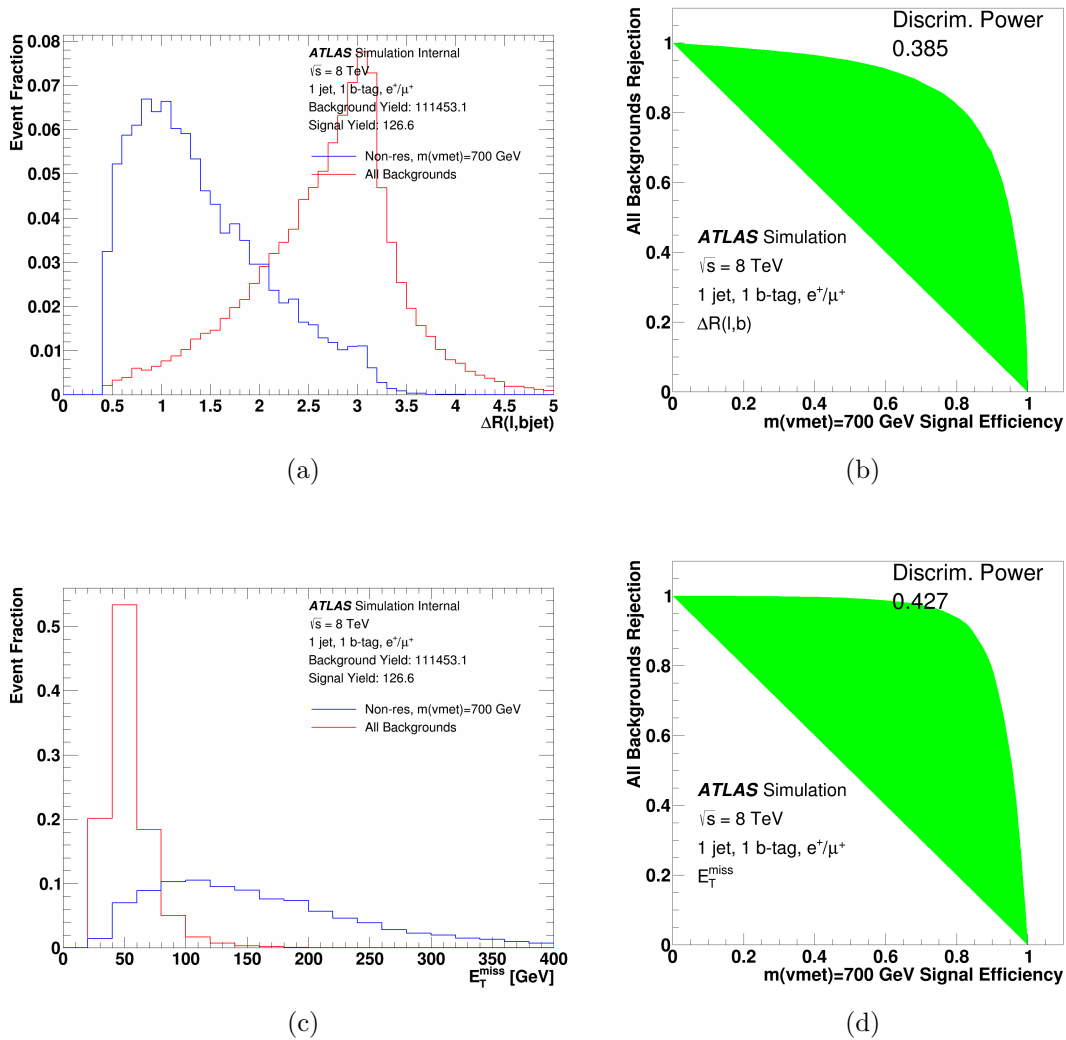 Event Fraction
0.08
0.07
0.06
0.05
0.04
0.03
0.02
0.01
0
ATLAS Simulation Internal
√s = 8 TeV
1 jet, 1 b-tag, e⁺/μ⁺
Background Yield: 111453.1
Signal Yield: 126.6
Non-res, m(vmet)=700 GeV
All Backgrounds
0 0.5 1 1.5 2 2.5 3 3.5 4 4.5 5
ΔR(l,bjet)
(a)
All Backgrounds Rejection
1
0.8
0.6
0.4
0.2
0
Discrim. Power
0.385
ATLAS Simulation
√s = 8 TeV
1 jet, 1 b-tag, e⁺/μ⁺
ΔR(l,b)
0 0.2 0.4 0.6 0.8 1
m(vmet)=700 GeV Signal Efficiency
(b)
Event Fraction
0.5
0.4
0.3
0.2
0.1
0
ATLAS Simulation Internal
√s = 8 TeV
1 jet, 1 b-tag, e⁺/μ⁺
Background Yield: 111453.1
Signal Yield: 126.6
Non-res, m(vmet)=700 GeV
All Backgrounds
0 50 100 150 200 250 300 350 400
E_T^miss [GeV]
(c)
All Backgrounds Rejection
1
0.8
0.6
0.4
0.2
0
Discrim. Power
0.427
ATLAS Simulation
√s = 8 TeV
1 jet, 1 b-tag, e⁺/μ⁺
E_T^miss
0 0.2 0.4 0.6 0.8 1
m(vmet)=700 GeV Signal Efficiency
(d)